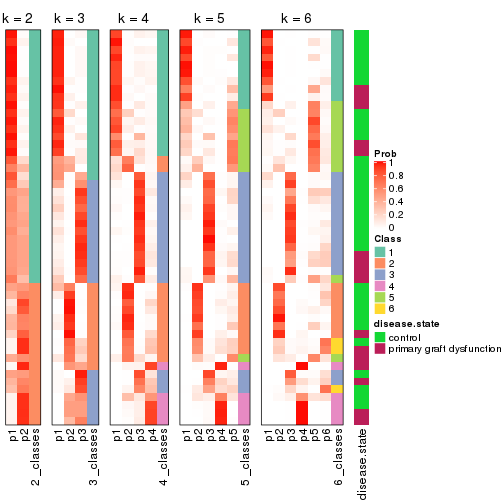 k = 2
k = 3
k = 4
k = 5
k = 6
Prob
1
0.8
0.6
0.4
0.2
0
Class
1
2
3
4
5
6
disease.state
control
primary graft dysfunction
p1
p2
2_classes
p1
p2
p3
3_classes
p1
p2
p3
p4
4_classes
p1
p2
p3
p4
p5
5_classes
p1
p2
p3
p4
p5
p6
6_classes
disease.state